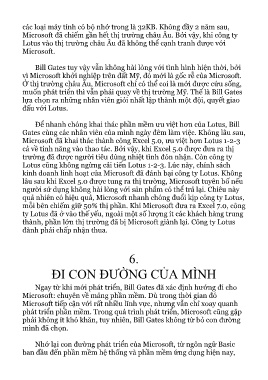 các loại máy tính có bộ nhớ trong là 32KB. Không đầy 2 năm sau,
Microsoft đã chiếm gần hết thị trường châu Âu. Bởi vậy, khi công ty
Lotus vào thị trường châu Âu đã không thể cạnh tranh được với
Microsoft.
Bill Gates tuy vậy vẫn không hài lòng với tình hình hiện thời, bởi
vì Microsoft khởi nghiệp trên đất Mỹ, đó mới là gốc rễ của Microsoft.
Ở thị trường châu Âu, Microsoft chỉ có thể coi là mới được cứu sống,
muốn phát triển thì vẫn phải quay về thị trường Mỹ. Thế là Bill Gates
lựa chọn ra những nhân viên giỏi nhất lập thành một đội, quyết giao
đấu với Lotus.
Để nhanh chóng khai thác phần mềm ưu việt hơn của Lotus, Bill
Gates cùng các nhân viên của mình ngày đêm làm việc. Không lâu sau,
Microsoft đã khai thác thành công Excel 5.0, ưu việt hơn Lotus 1-2-3
cả về tính năng và thao tác. Bởi vậy, khi Excel 5.0 được đưa ra thị
trường đã được người tiêu dùng nhiệt tình đón nhận. Còn công ty
Lotus cũng không ngừng cải tiến Lotus 1-2-3. Lúc này, chính sách
kinh doanh linh hoạt của Microsoft đã đánh bại công ty Lotus. Không
lâu sau khi Excel 5.0 được tung ra thị trường, Microsoft tuyên bố nếu
người sử dụng không hài lòng với sản phẩm có thể trả lại. Chiêu này
quả nhiên có hiệu quả, Microsoft nhanh chóng đuổi kịp công ty Lotus,
mỗi bên chiếm giữ 50% thị phần. Khi Microsoft đưa ra Excel 7.0, công
ty Lotus đã ở vào thế yếu, ngoài một số lượng ít các khách hàng trung
thành, phần lớn thị trường đã bị Microsoft giành lại. Công ty Lotus
đành phải chấp nhận thua.
6.
ĐI CON ĐƯỜNG CỦA MÌNH
Ngay từ khi mới phát triển, Bill Gates đã xác định hướng đi cho
Microsoft: chuyên về mảng phần mềm. Dù trong thời gian đó
Microsoft tiếp cận với rất nhiều lĩnh vực, nhưng vẫn chỉ xoay quanh
phát triển phần mềm. Trong quá trình phát triển, Microsoft cũng gặp
phải không ít khó khăn, tuy nhiên, Bill Gates không từ bỏ con đường
mình đã chọn.
Nhớ lại con đường phát triển của Microsoft, từ ngôn ngữ Basic
ban đầu đến phần mềm hệ thống và phần mềm ứng dụng hiện nay,